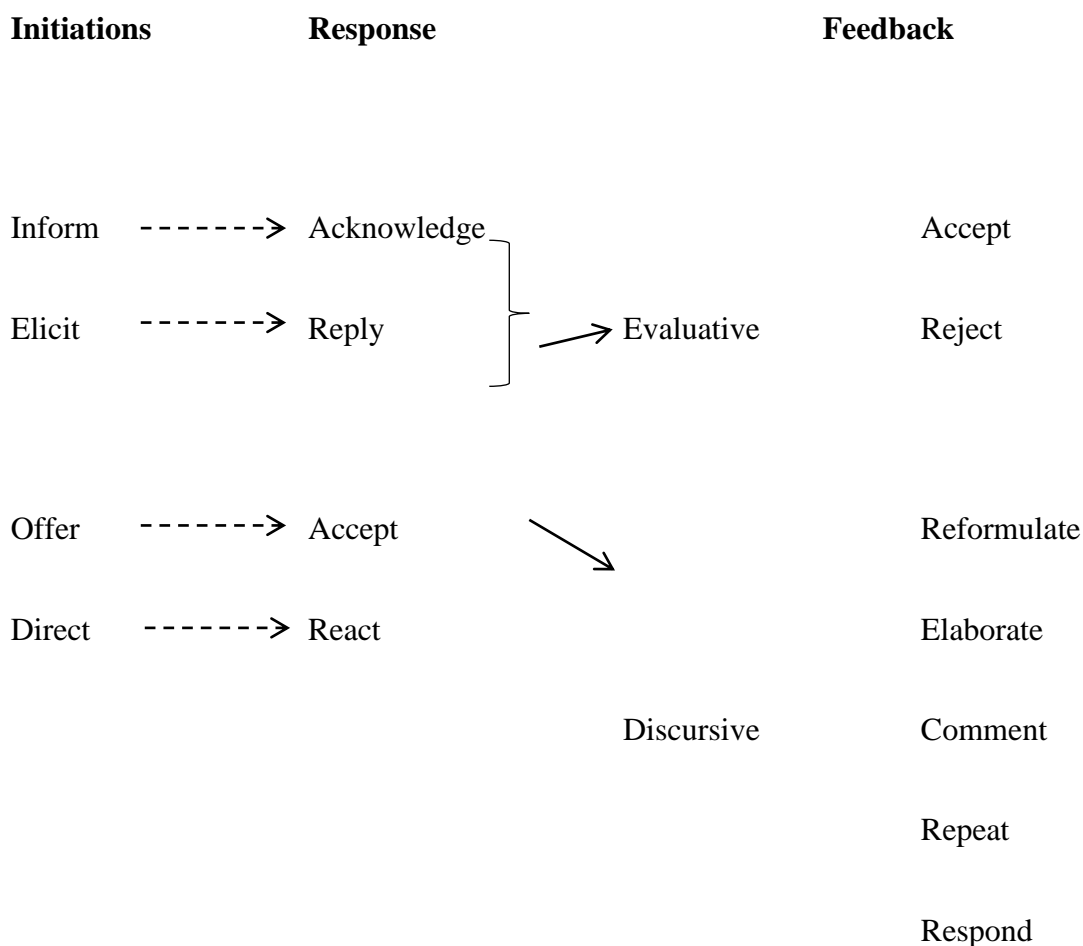 Initiations Response Feedback
Inform Acknowledge Accept
Elicit Reply Evaluative Reject
Offer Accept Reformulate
Direct React Elaborate
Discursive Comment
Repeat
Respond